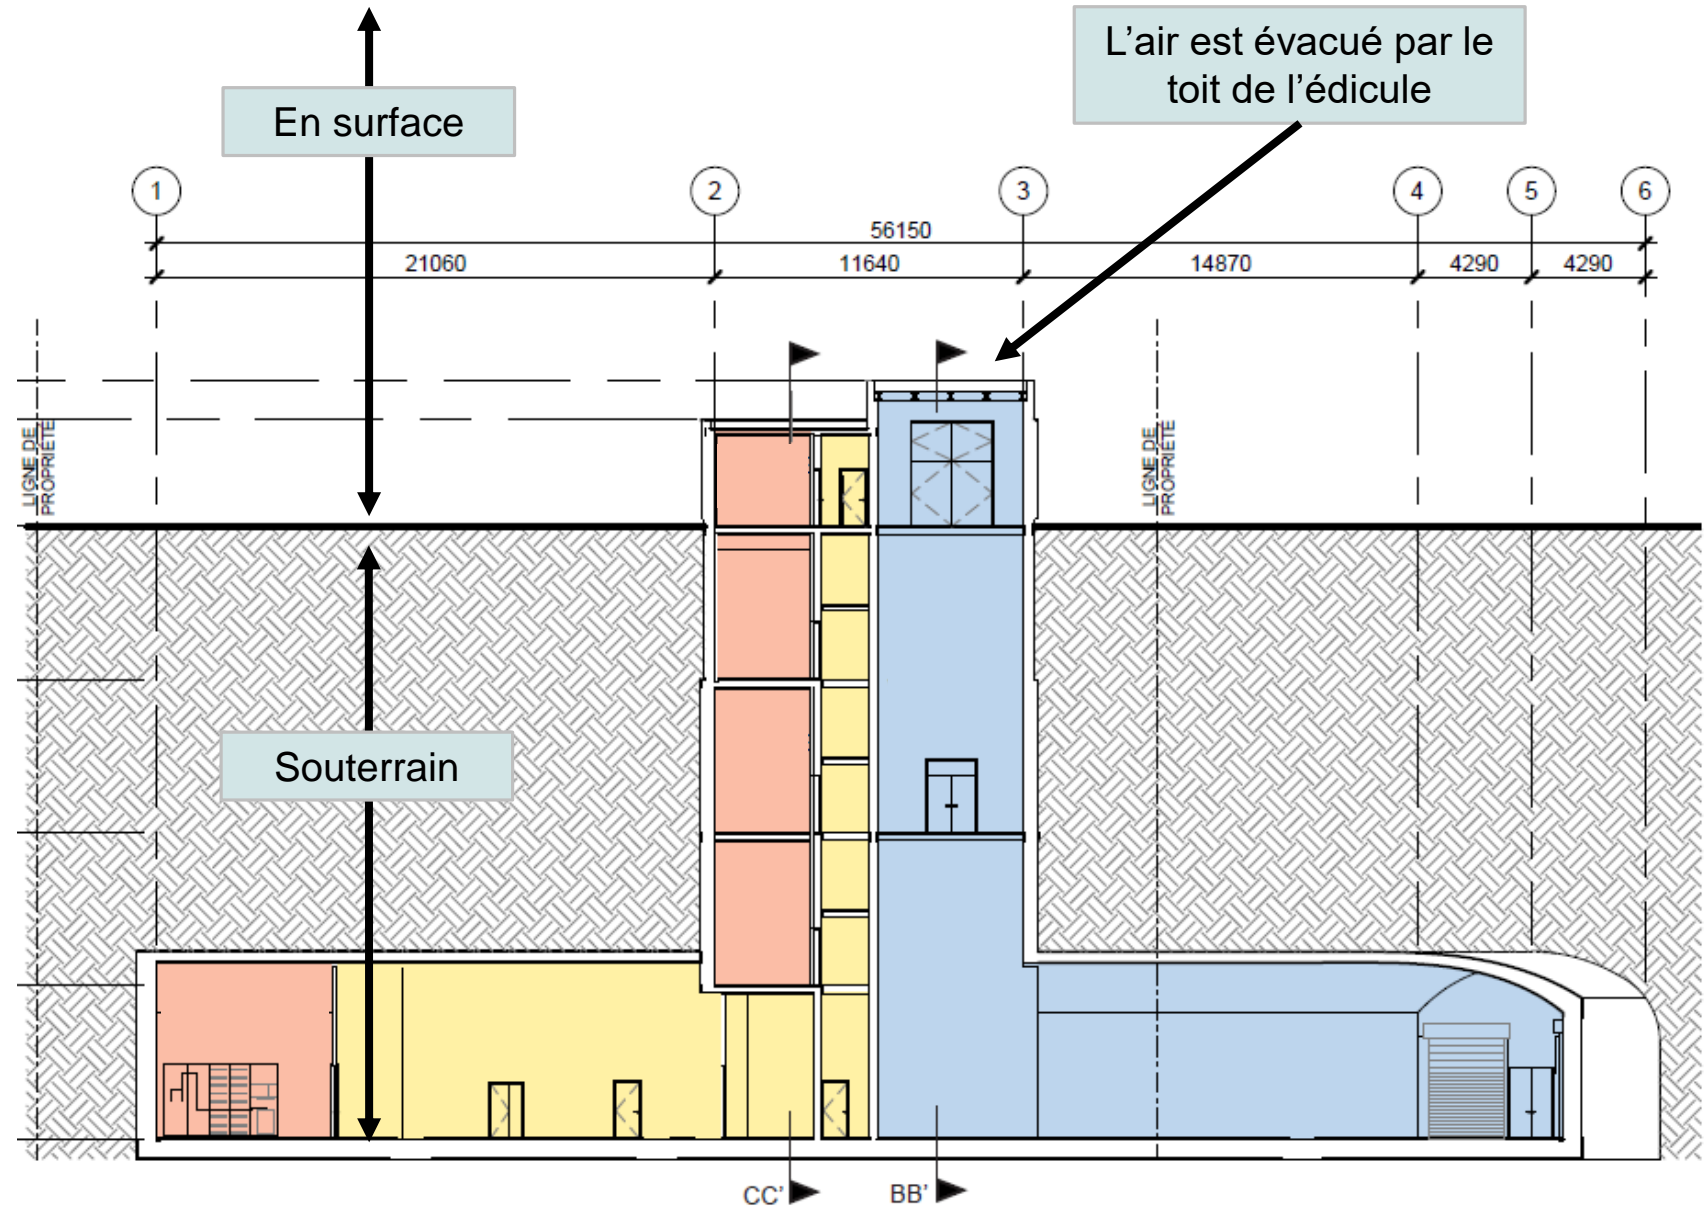 L’air est évacué par le
toit de l’édicule
En surface
1
2
3
4
5
6
56150
21060
11640
14870
4290
4290
LIGNE DE
PROPRIÉTÉ
LIGNE DE
PROPRIÉTÉ
Souterrain
CC'
BB'